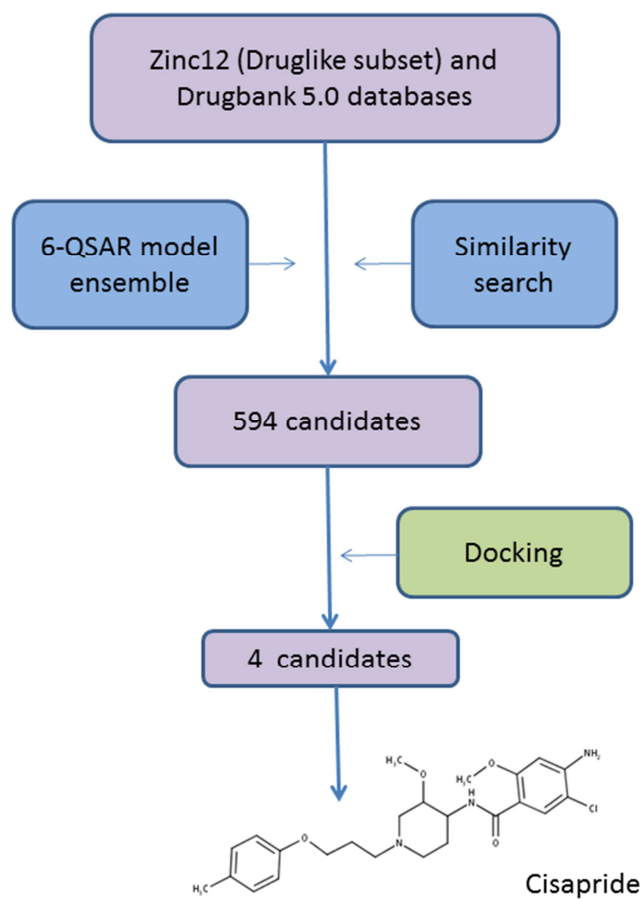 Zinc12 (Druglike subset) and
Drugbank 5.0 databases
6-QSAR model
ensemble
Similarity
search
594 candidates
Docking
4 candidates
H₃C
O
H₃C
O
NH₂
H
N
Cl
O
N
O
H₃C
Cisapride